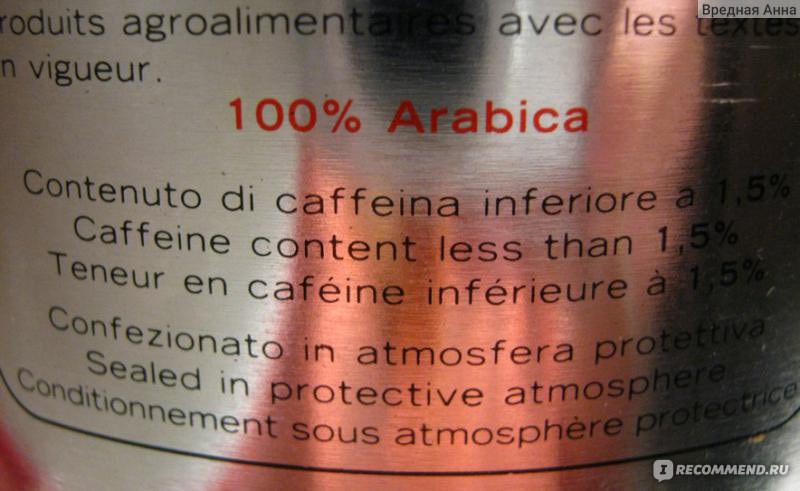 Вредная Анна
roduits agroalimentaires avec les textes
n vigueur.
100% Arabica
Contenuto di caffeina inferiore a 1,5%
Caffeine content less than 1,5%
Teneur en caféine inférieure à 1,5%
Confezionato in atmosfera protettiva
Sealed in protective atmosphere
Conditionnement sous atmosphère protectrice
IRECOMMEND.RU